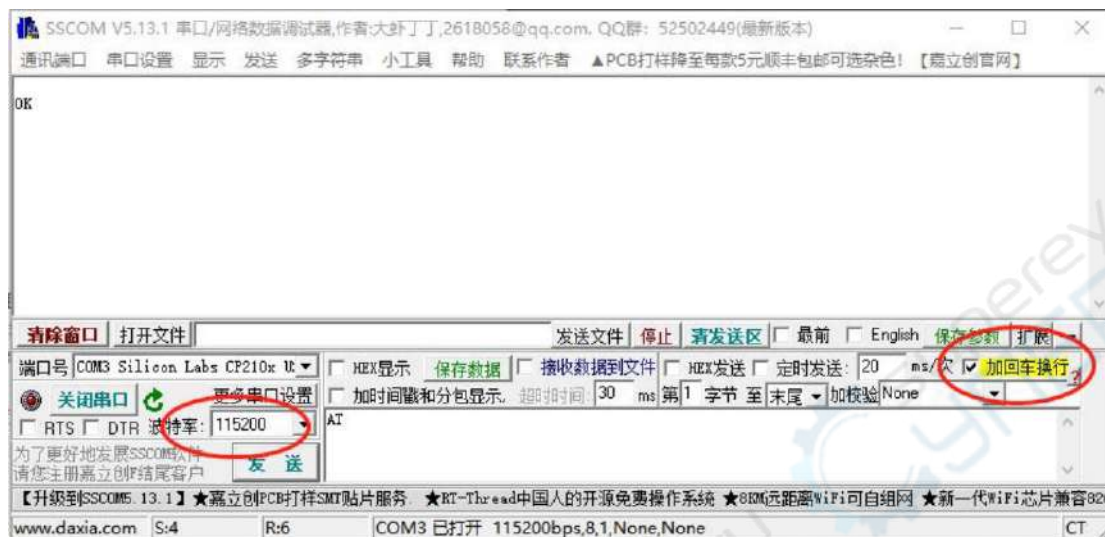 SSCOM V5.13.1 串口/网络数据调试器,作者:大虾丁丁,2618058@qq.com. QQ群: 52502449(最新版本)
通讯端口 串口设置 显示 发送 多字符串 小工具 帮助 联系作者 ▲PCB打样降至每款5元顺丰包邮可选杂色! 【嘉立创官网】
OK
清除窗口 打开文件 发送文件 停止 清发送区 最前 English 保存参数 扩展 -
端口号 COM3 Silicon Labs CP210x U HEX显示 保存数据 接收数据到文件 HEX发送 定时发送: 20 ms/次 加回车换行
关闭串口 更多串口设置 加时间戳和分包显示, 超时时间: 30 ms 第1 字节 至 末尾 加校验 None
RTS DTR 波特率: 115200 AT
为了更好地发展SSCOM软件
请您注册嘉立创F结尾客户 发 送
【升级到SSCOM5.13.1】★嘉立创PCB打样SMT贴片服务. ★RT-Thread中国人的开源免费操作系统 ★8KM远距离WiFi可自组网 ★新一代WiFi芯片兼容82
www.daxia.com S:4 R:6 COM3 已打开 115200bps,8,1,None,None CT